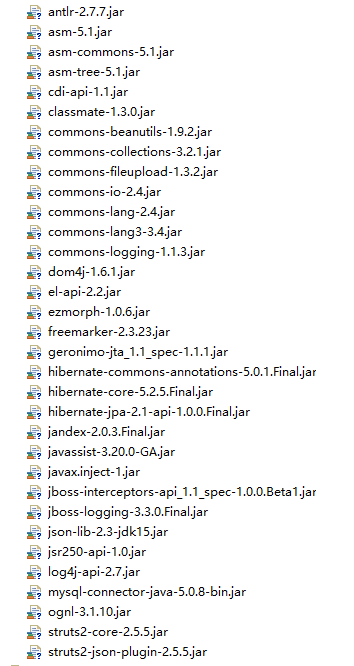 antlr-2.7.7.jar
asm-5.1.jar
asm-commons-5.1.jar
asm-tree-5.1.jar
cdi-api-1.1.jar
classmate-1.3.0.jar
commons-beanutils-1.9.2.jar
commons-collections-3.2.1.jar
commons-fileupload-1.3.2.jar
commons-io-2.4.jar
commons-lang-2.4.jar
commons-lang3-3.4.jar
commons-logging-1.1.3.jar
dom4j-1.6.1.jar
el-api-2.2.jar
ezmorph-1.0.6.jar
freemarker-2.3.23.jar
geronimo-jta_1.1_spec-1.1.1.jar
hibernate-commons-annotations-5.0.1.Final.jar
hibernate-core-5.2.5.Final.jar
hibernate-jpa-2.1-api-1.0.0.Final.jar
jandex-2.0.3.Final.jar
javassist-3.20.0-GA.jar
javax.inject-1.jar
jboss-interceptors-api_1.1_spec-1.0.0.Beta1.jar
jboss-logging-3.3.0.Final.jar
json-lib-2.3-jdk15.jar
jsr250-api-1.0.jar
log4j-api-2.7.jar
mysql-connector-java-5.0.8-bin.jar
ognl-3.1.10.jar
struts2-core-2.5.5.jar
struts2-json-plugin-2.5.5.jar